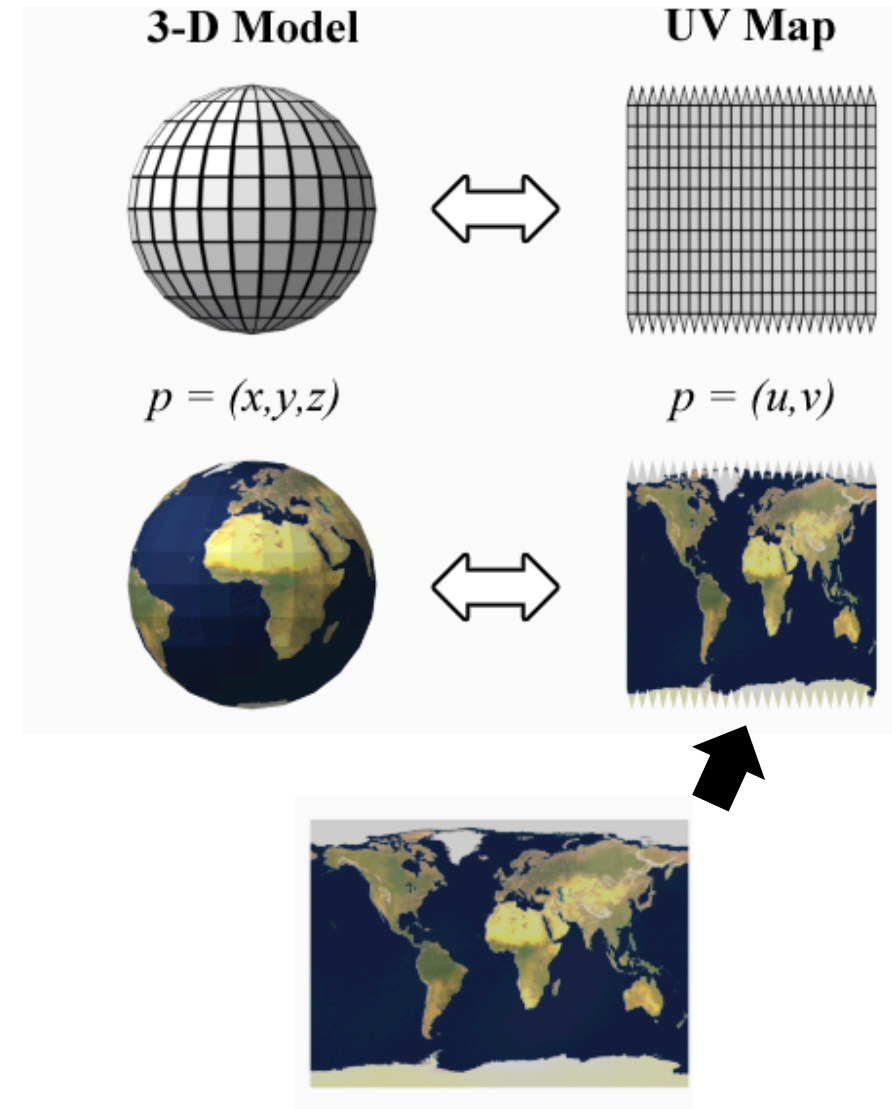 3-D Model
UV Map
p = (x,y,z)
p = (u,v)